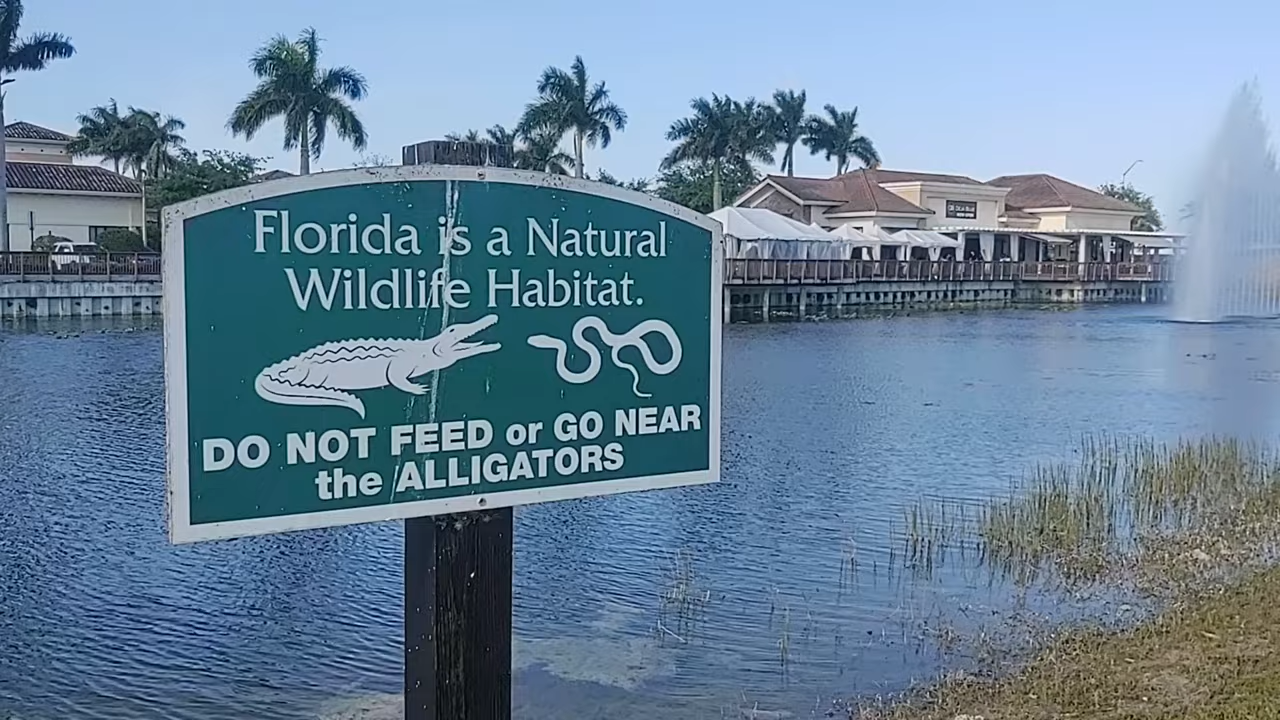 Florida is a Natural
Wildlife Habitat.
DO NOT FEED or GO NEAR
the ALLIGATORS